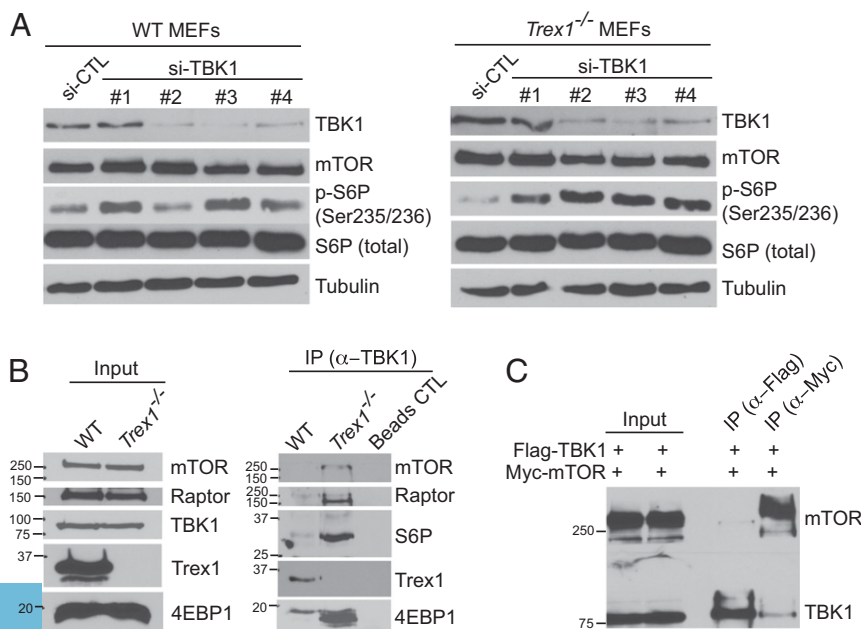 A
WT MEFs
si-CTL
si-TBK1
#1 #2 #3 #4
TBK1
mTOR
p-S6P
(Ser235/236)
S6P (total)
Tubulin
Trex1-/- MEFs
si-CTL
si-TBK1
#1 #2 #3 #4
TBK1
mTOR
p-S6P
(Ser235/236)
S6P (total)
Tubulin
B
Input
WT Trex1-/-
250
150
mTOR
150
Raptor
100
75
TBK1
37
Trex1
20
4EBP1
IP (α–TBK1)
WT Trex1-/- Beads CTL
250
150
mTOR
250
150
Raptor
37
25
S6P
37
Trex1
20
4EBP1
C
Input
IP (α–Flag)
IP (α–Myc)
Flag-TBK1 + + + +
Myc-mTOR + + + +
250
mTOR
75
TBK1